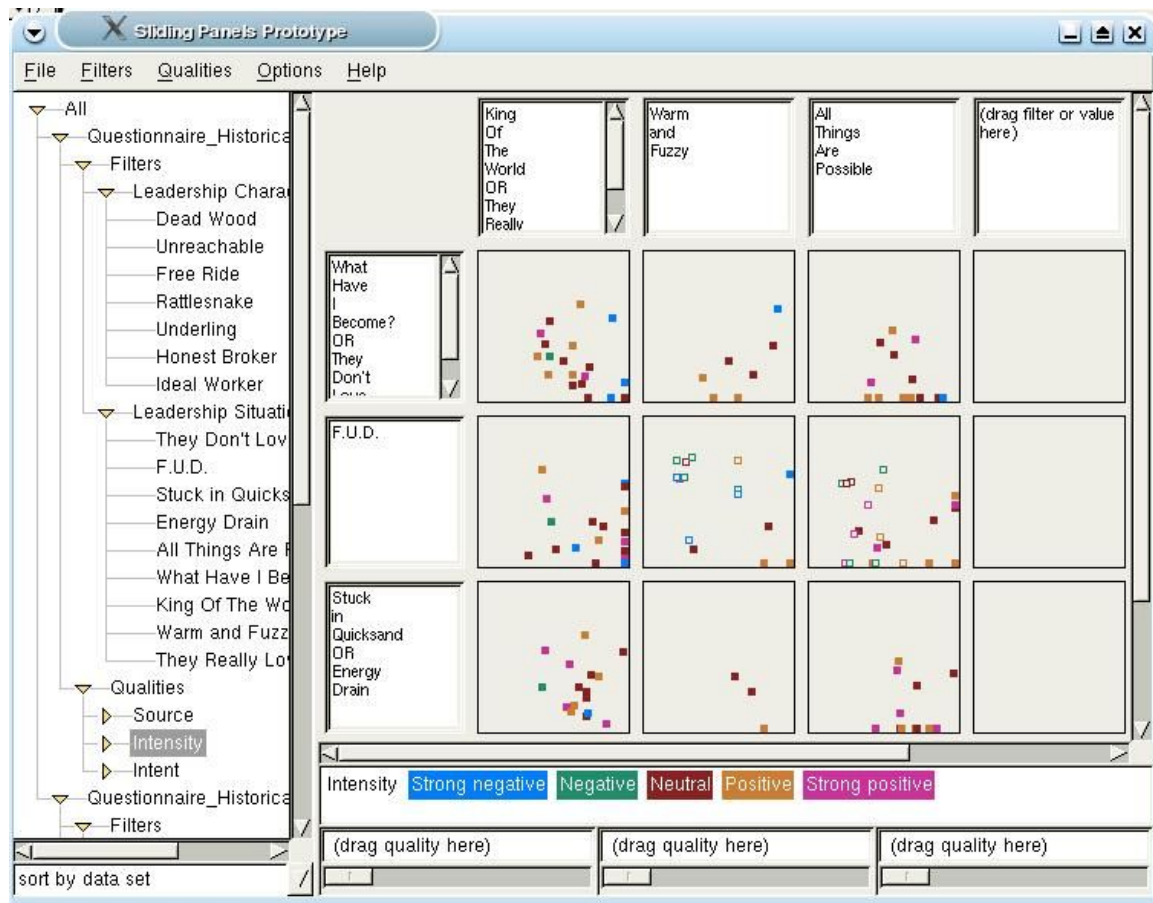 Sliding Panels Prototype
File Filters Qualities Options Help
All
Questionnaire_Historica
Filters
Leadership Chara
Dead Wood
Unreachable
Free Ride
Rattlesnake
Underling
Honest Broker
Ideal Worker
Leadership Situati
They Don't Lov
F.U.D.
Stuck in Quicks
Energy Drain
All Things Are P
What Have I Be
King Of The Wo
Warm and Fuzz
They Really Lo
Qualities
Source
Intensity
Intent
Questionnaire_Historica
Filters
sort by data set
King
Of
The
World
OR
They
Really
Warm
and
Fuzzy
All
Things
Are
Possible
(drag filter or value
here)
What
Have
I
Become?
OR
They
Don't
Love
F.U.D.
Stuck
in
Quicksand
OR
Energy
Drain
Intensity Strong negative Negative Neutral Positive Strong positive
(drag quality here) (drag quality here) (drag quality here)